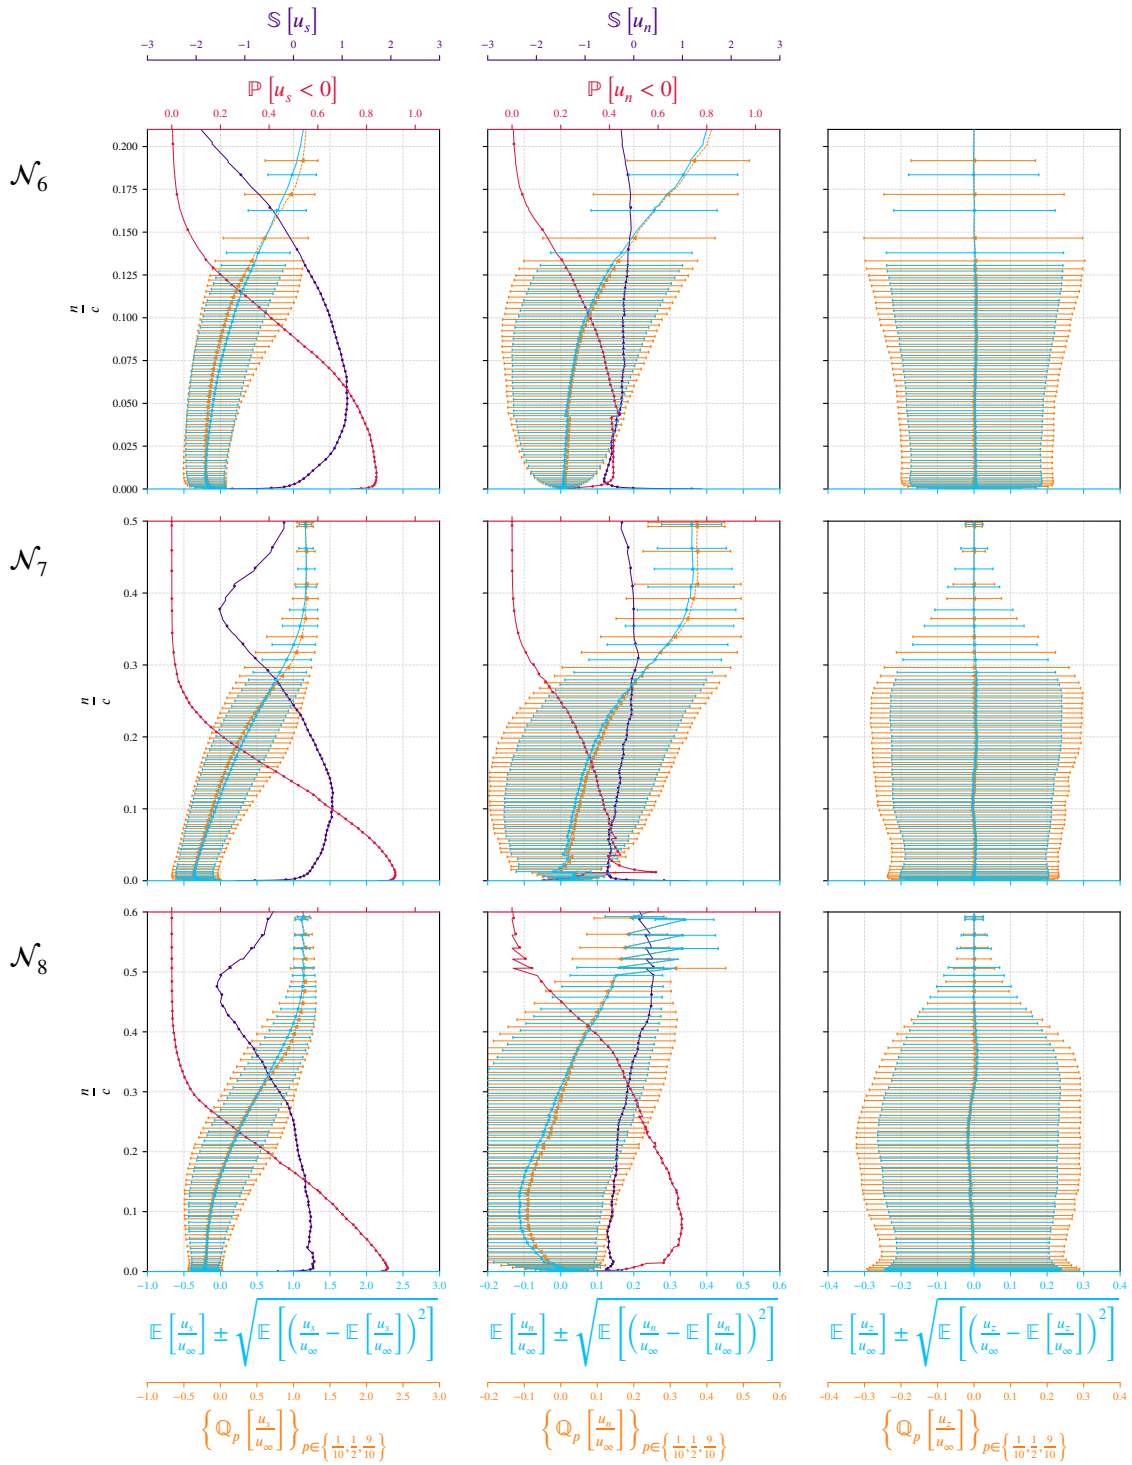 𝕊 [u_s] 𝕊 [u_n]
−3 −2 −1 0 1 2 3 −3 −2 −1 0 1 2 3
ℙ [u_s < 0] ℙ [u_n < 0]
0.0 0.2 0.4 0.6 0.8 1.0 0.0 0.2 0.4 0.6 0.8 1.0
𝒩_6
0.200
0.175
0.150
0.125
0.100
0.075
0.050
0.025
0.000
n/c
𝒩_7
0.5
0.4
0.3
0.2
0.1
0.0
n/c
𝒩_8
0.6
0.5
0.4
0.3
0.2
0.1
0.0
n/c
−1.0 −0.5 0.0 0.5 1.0 1.5 2.0 2.5 3.0 −0.2 −0.1 0.0 0.1 0.2 0.3 0.4 0.5 0.6 −0.4 −0.3 −0.2 −0.1 0.0 0.1 0.2 0.3 0.4
𝔼 [u_s/u_∞] ± √(𝔼 [(u_s/u_∞ − 𝔼 [u_s/u_∞])^2]) 𝔼 [u_n/u_∞] ± √(𝔼 [(u_n/u_∞ − 𝔼 [u_n/u_∞])^2]) 𝔼 [u_z/u_∞] ± √(𝔼 [(u_z/u_∞ − 𝔼 [u_z/u_∞])^2])
−1.0 −0.5 0.0 0.5 1.0 1.5 2.0 2.5 3.0 −0.2 −0.1 0.0 0.1 0.2 0.3 0.4 0.5 0.6 −0.4 −0.3 −0.2 −0.1 0.0 0.1 0.2 0.3 0.4
{ℚ_p [u_s/u_∞]}_{p∈{1/10, 1/2, 9/10}} {ℚ_p [u_n/u_∞]}_{p∈{1/10, 1/2, 9/10}} {ℚ_p [u_z/u_∞]}_{p∈{1/10, 1/2, 9/10}}